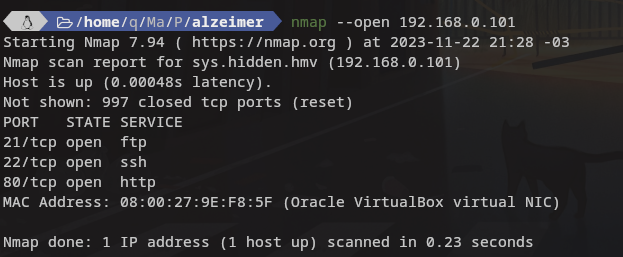 /home/q/Ma/P/alzeimer nmap --open 192.168.0.101
Starting Nmap 7.94 ( https://nmap.org ) at 2023-11-22 21:28 -03
Nmap scan report for sys.hidden.hmv (192.168.0.101)
Host is up (0.00048s latency).
Not shown: 997 closed tcp ports (reset)
PORT   STATE SERVICE
21/tcp open  ftp
22/tcp open  ssh
80/tcp open  http
MAC Address: 08:00:27:9E:F8:5F (Oracle VirtualBox virtual NIC)
Nmap done: 1 IP address (1 host up) scanned in 0.23 seconds